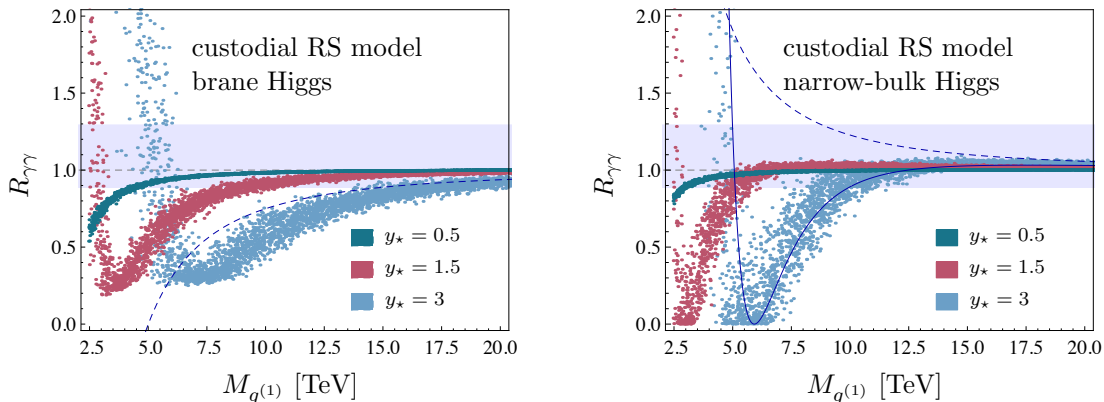 2.0
1.5
1.0
0.5
0.0
R_γγ
custodial RS model
brane Higgs
y⋆ = 0.5
y⋆ = 1.5
y⋆ = 3
2.5 5.0 7.5 10.0 12.5 15.0 17.5 20.0
M_g(1) [TeV]
2.0
1.5
1.0
0.5
0.0
R_γγ
custodial RS model
narrow-bulk Higgs
y⋆ = 0.5
y⋆ = 1.5
y⋆ = 3
2.5 5.0 7.5 10.0 12.5 15.0 17.5 20.0
M_g(1) [TeV]